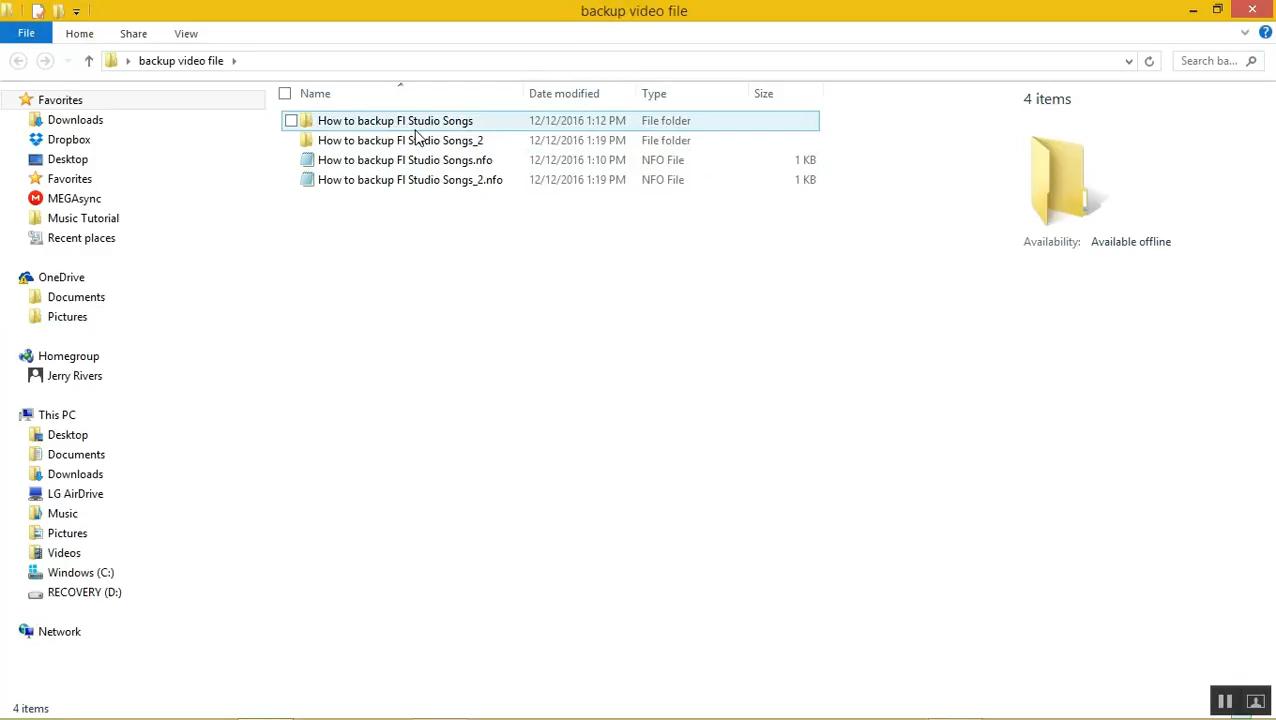 backup video file
File Home Share View
backup video file Search ba...
Name Date modified Type Size
How to backup Fl Studio Songs 12/12/2016 1:12 PM File folder
How to backup Fl Studio Songs_2 12/12/2016 1:19 PM File folder
How to backup Fl Studio Songs.nfo 12/12/2016 1:10 PM NFO File 1 KB
How to backup Fl Studio Songs_2.nfo 12/12/2016 1:19 PM NFO File 1 KB
Favorites
Downloads
Dropbox
Desktop
Favorites
MEGAsync
Music Tutorial
Recent places
OneDrive
Documents
Pictures
Homegroup
Jerry Rivers
This PC
Desktop
Documents
Downloads
LG AirDrive
Music
Pictures
Videos
Windows (C:)
RECOVERY (D:)
Network
4 items
Availability: Available offline
4 items